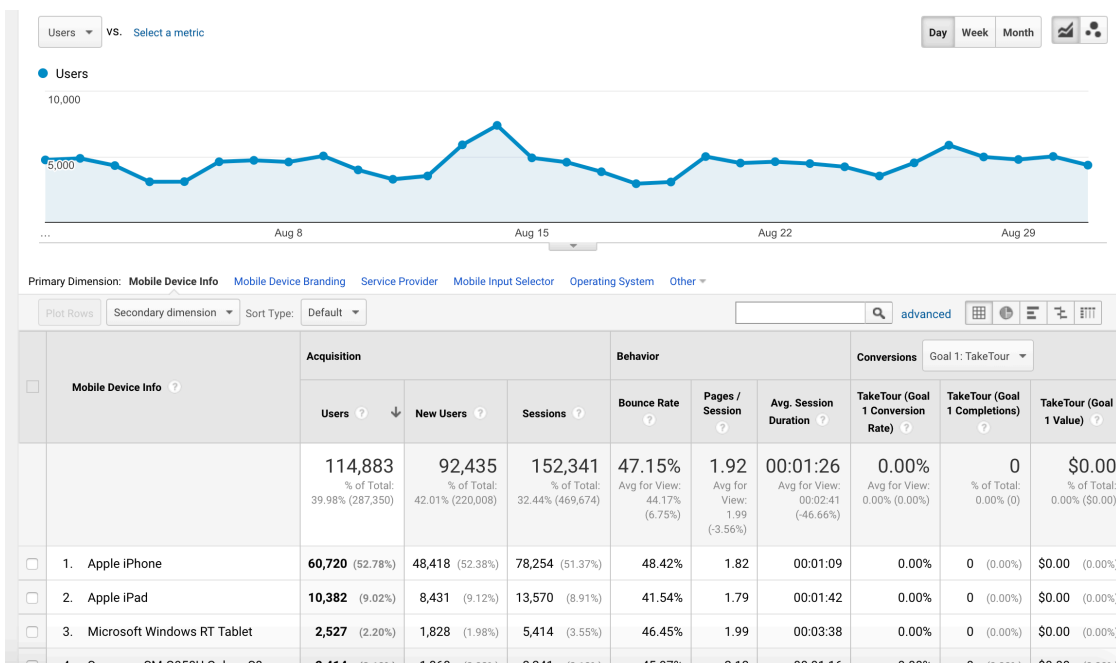 Users vs. Select a metric Day Week Month
Users
10,000
5,000
... Aug 8 Aug 15 Aug 22 Aug 29
Primary Dimension: Mobile Device Info Mobile Device Branding Service Provider Mobile Input Selector Operating System Other
Plot Rows Secondary dimension Sort Type: Default advanced
Acquisition Behavior Conversions Goal 1: TakeTour
Mobile Device Info ?
Users ? New Users ? Sessions ? Bounce Rate ? Pages / Session ? Avg. Session Duration ? TakeTour (Goal 1 Conversion Rate) ? TakeTour (Goal 1 Completions) ? TakeTour (Goal 1 Value) ?
114,883 92,435 152,341 47.15% 1.92 00:01:26 0.00% 0 $0.00
% of Total: 39.98% (287,350) % of Total: 42.01% (220,008) % of Total: 32.44% (469,674) Avg for View: 44.17% (6.75%) Avg for View: 1.99 (-3.56%) Avg for View: 00:02:41 (-46.66%) Avg for View: 0.00% (0.00%) % of Total: 0.00% (0) % of Total: 0.00% ($0.00)
1. Apple iPhone 60,720 (52.78%) 48,418 (52.38%) 78,254 (51.37%) 48.42% 1.82 00:01:09 0.00% 0 (0.00%) $0.00 (0.00%)
2. Apple iPad 10,382 (9.02%) 8,431 (9.12%) 13,570 (8.91%) 41.54% 1.79 00:01:42 0.00% 0 (0.00%) $0.00 (0.00%)
3. Microsoft Windows RT Tablet 2,527 (2.20%) 1,828 (1.98%) 5,414 (3.55%) 46.45% 1.99 00:03:38 0.00% 0 (0.00%) $0.00 (0.00%)